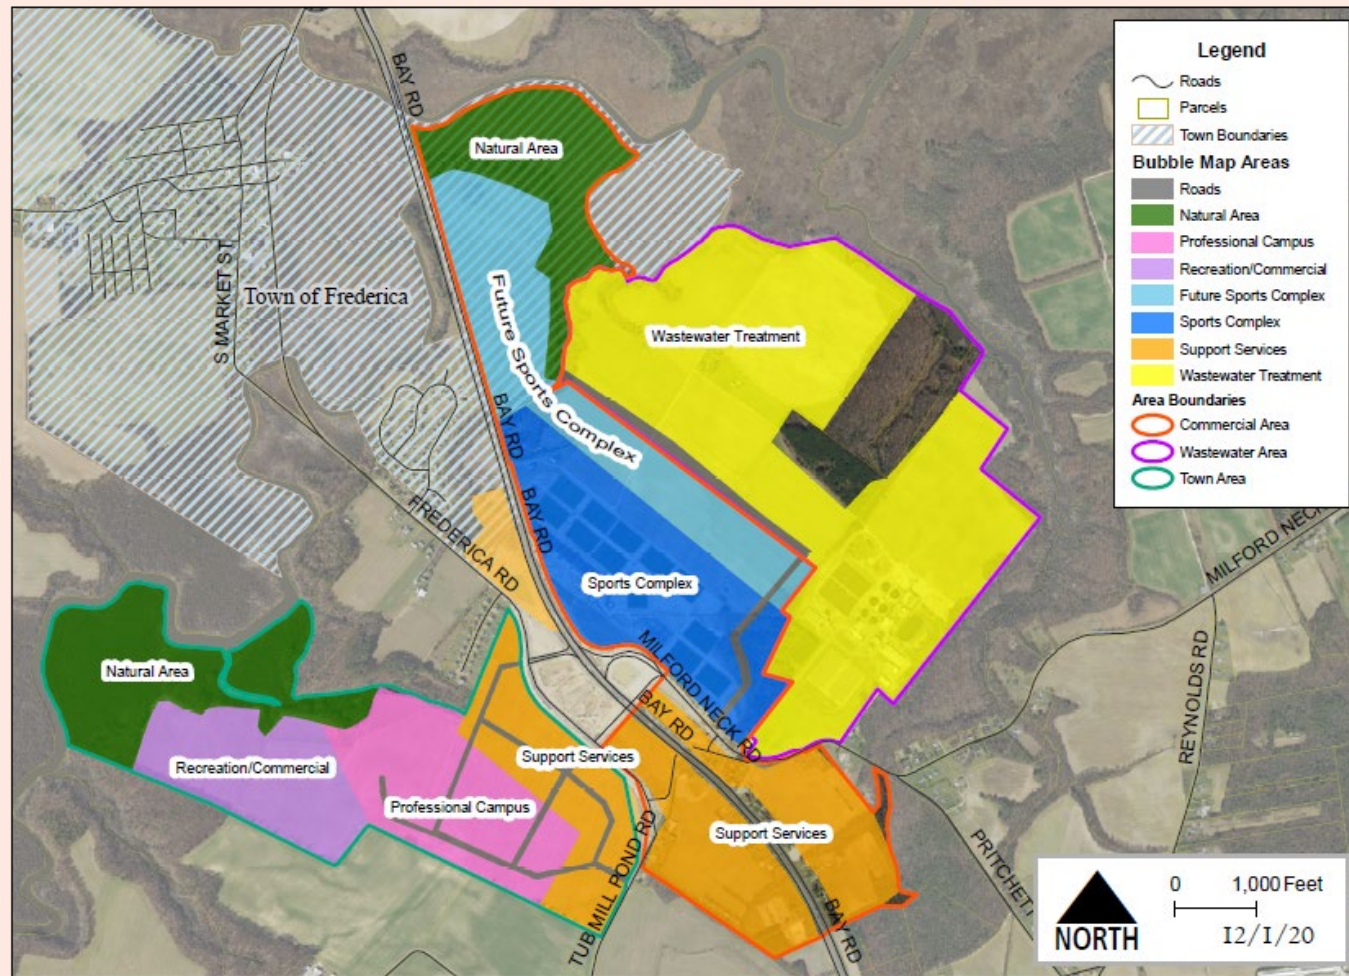 Legend
Roads
Parcels
Town Boundaries
Bubble Map Areas
Roads
Natural Area
Professional Campus
Recreation/Commercial
Future Sports Complex
Sports Complex
Support Services
Wastewater Treatment
Area Boundaries
Commercial Area
Wastewater Area
Town Area
BAY RD
Natural Area
S MARKET ST
Town of Frederica
Future Sports Complex
Wastewater Treatment
BAY RD
BAY RD
FREDERICA RD
Sports Complex
MILFORD NECK
MILFORD NECK RD
REYNOLDS RD
Natural Area
BAY RD
Support Services
Recreation/Commercial
Professional Campus
Support Services
TUB MILL POND RD
BAY RD
PRITCHET
NORTH
0 1,000 Feet
12/1/20